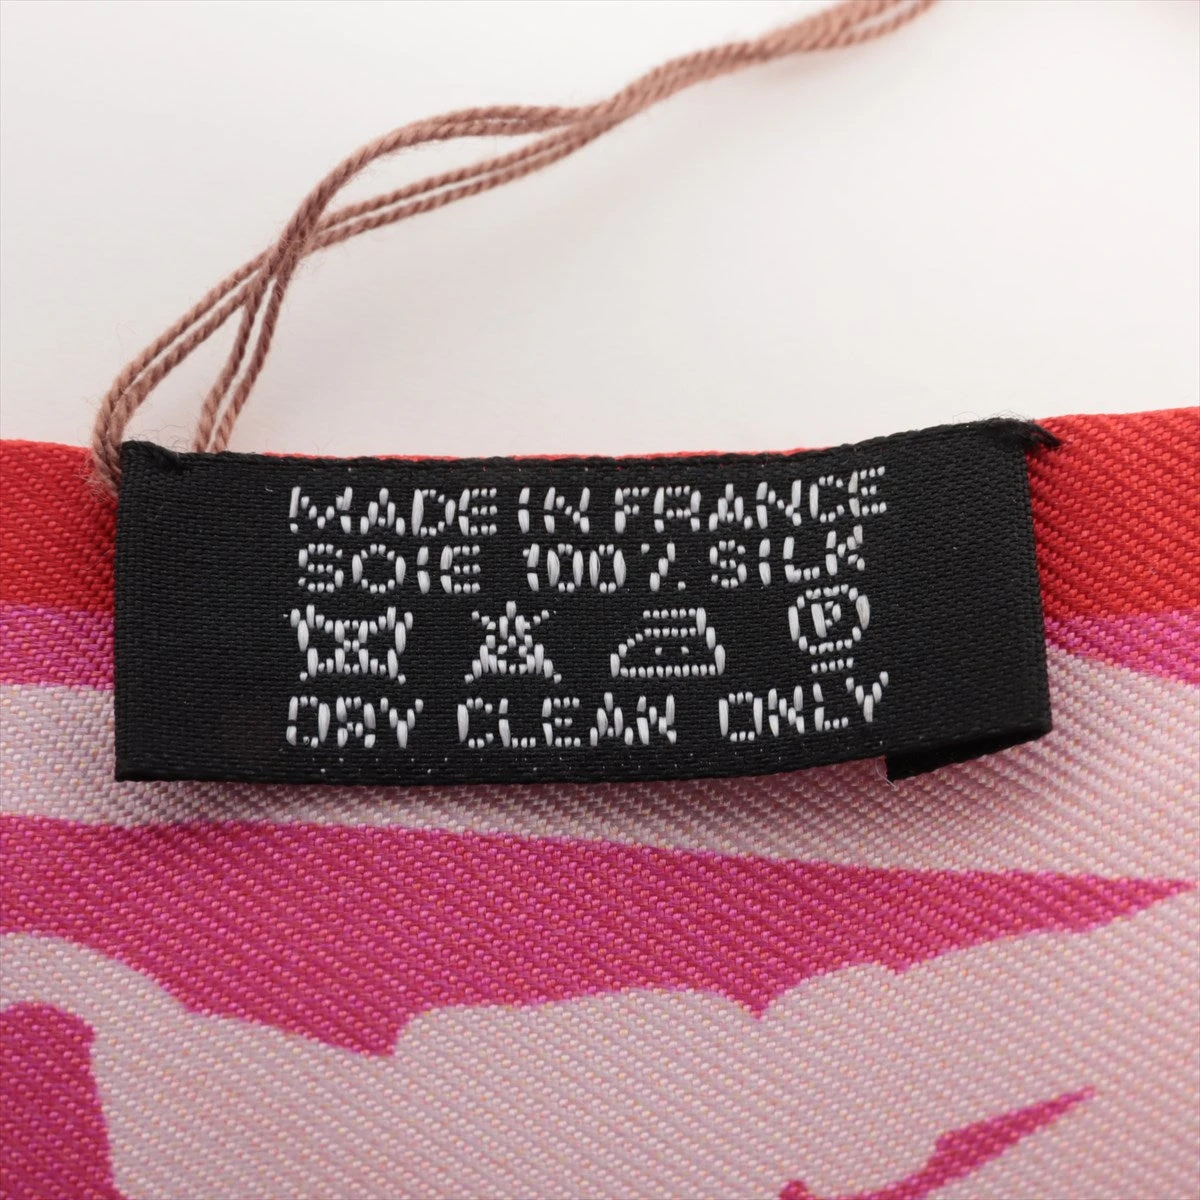 MADE IN FRANCE
SOIE 100% SILK
P
DRY CLEAN ONLY